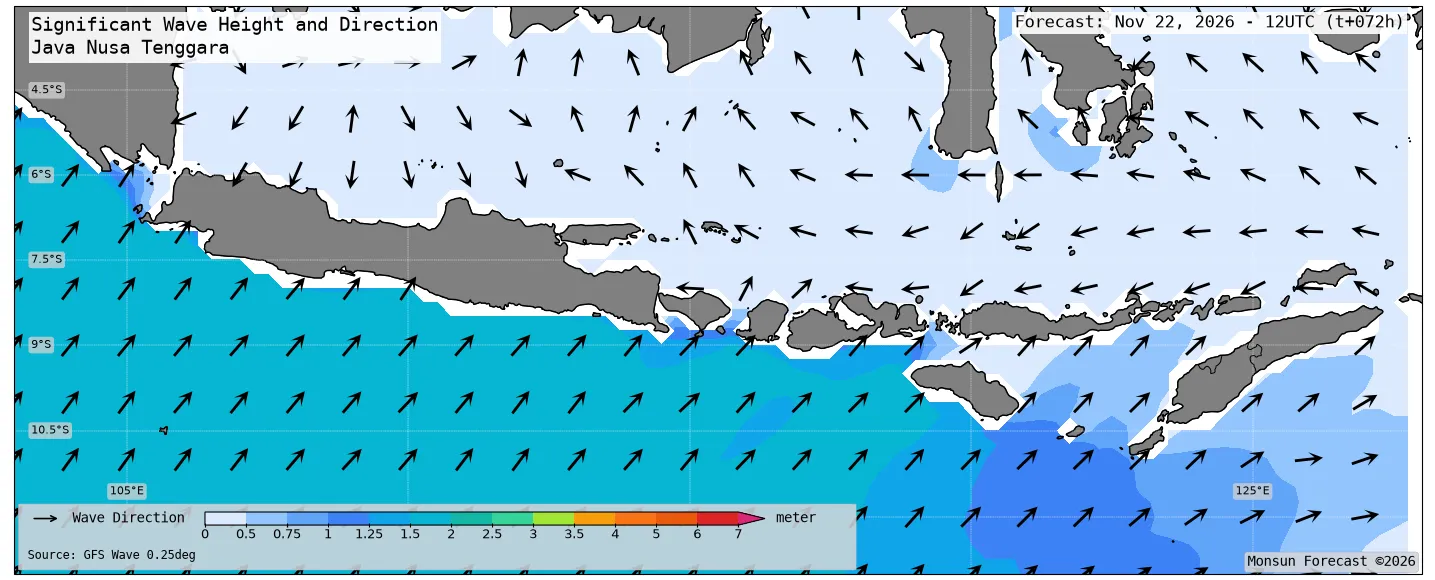 Significant Wave Height and Direction
Java Nusa Tenggara
Forecast: Nov 22, 2026 - 12UTC (t+072h)
4.5°S
6°S
7.5°S
9°S
10.5°S
105°E
125°E
Wave Direction
0 0.5 0.75 1 1.25 1.5 2 2.5 3 3.5 4 5 6 7
meter
Source: GFS Wave 0.25deg
Monsun Forecast ©2026